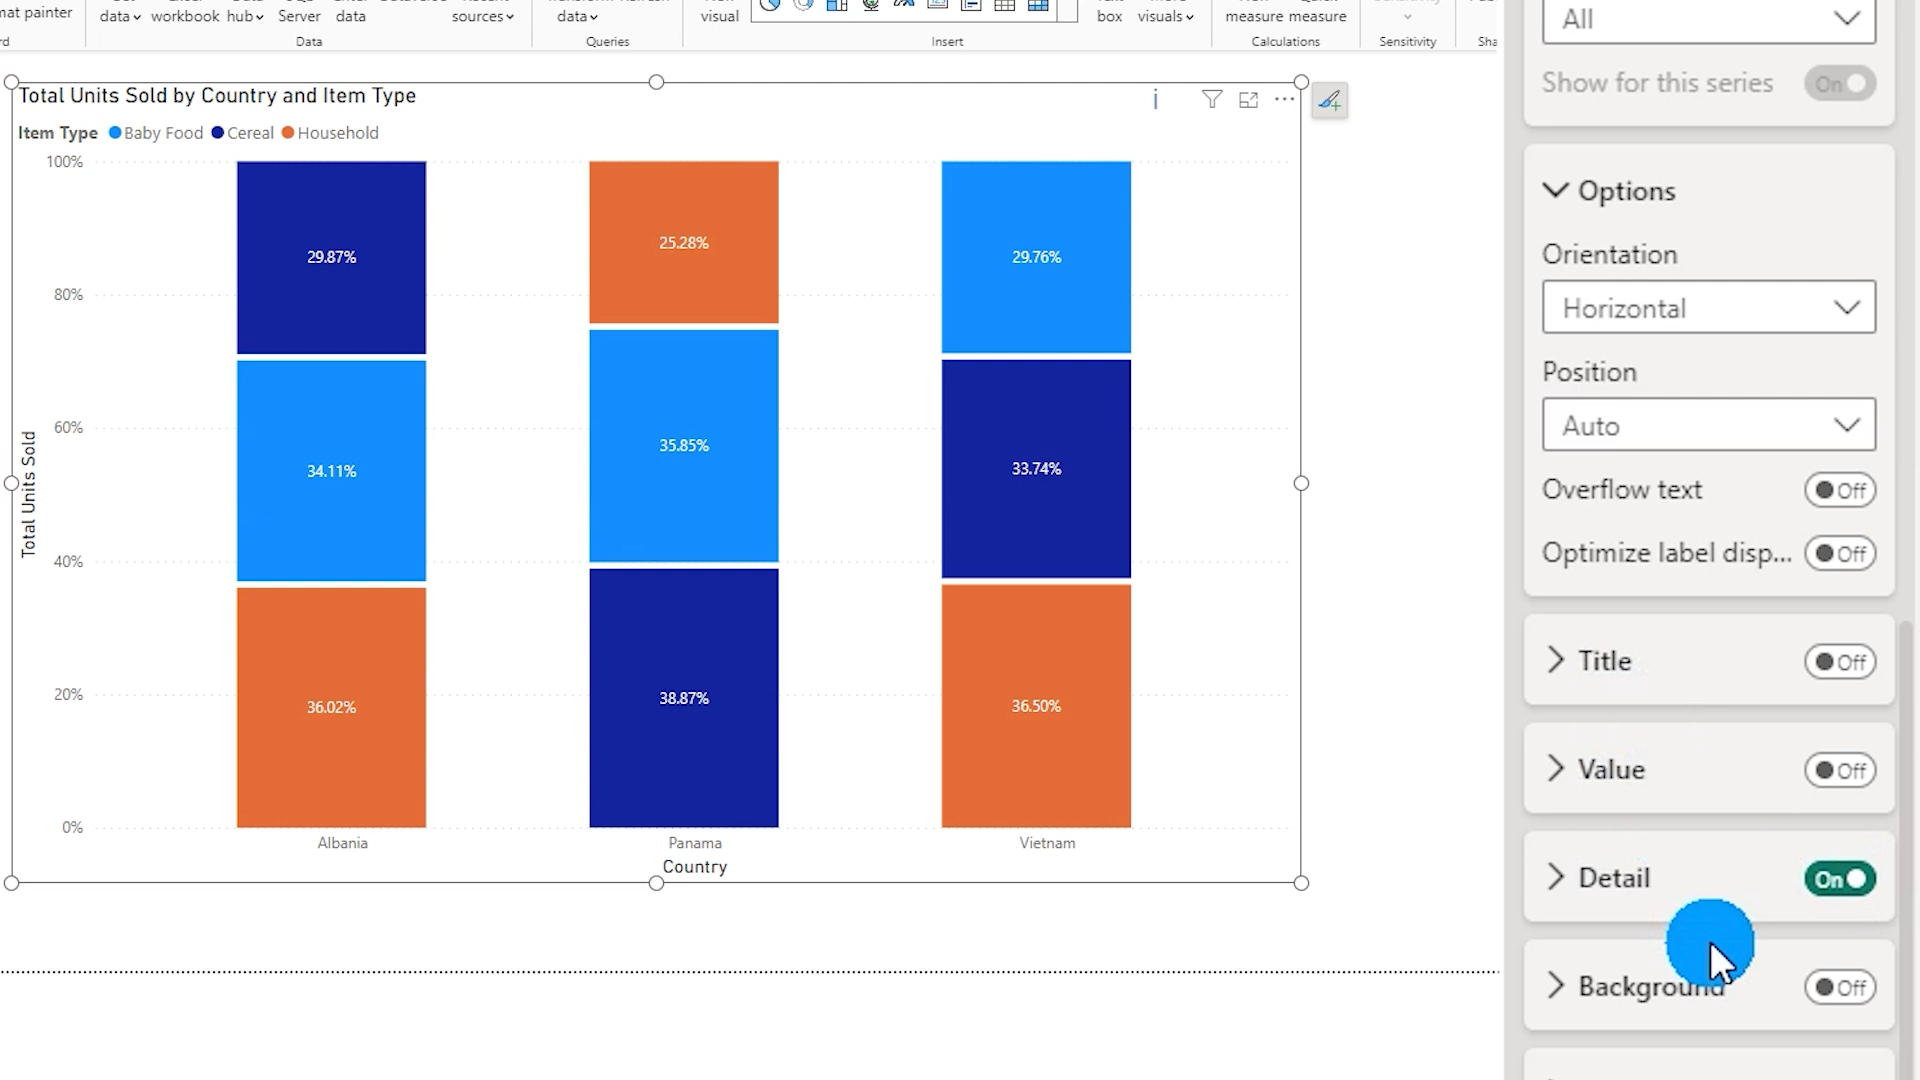 mat painter
workbook
hub
Server
data
sources
data
visual
box
visuals
measure
measure
Data
Queries
Insert
Calculations
Sensitivity
Total Units Sold by Country and Item Type
Item Type Baby Food Cereal Household
100%
80%
60%
40%
20%
0%
Total Units Sold
29.87%
34.11%
36.02%
25.28%
35.85%
38.87%
29.76%
33.74%
36.50%
Albania
Panama
Vietnam
Country
All
Show for this series On
Options
Orientation
Horizontal
Position
Auto
Overflow text Off
Optimize label disp... Off
Title Off
Value Off
Detail On
Background Off